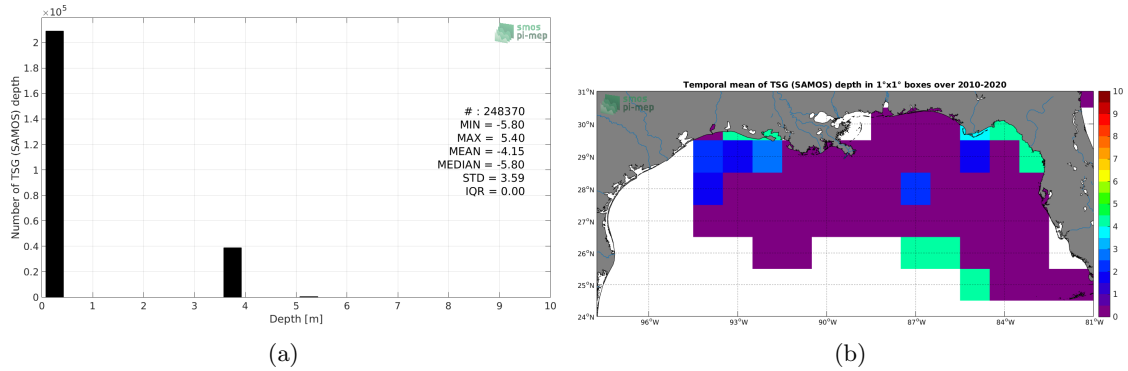 ×10⁵
2
1.8
1.6
1.4
1.2
1
0.8
0.6
0.4
0.2
0
Number of TSG (SAMOS) depth
smos
pi-mep
# : 248370
MIN = -5.80
MAX = 5.40
MEAN = -4.15
MEDIAN = -5.80
STD = 3.59
IQR = 0.00
0 1 2 3 4 5 6 7 8 9 10
Depth [m]
(a)
Temporal mean of TSG (SAMOS) depth in 1°x1° boxes over 2010-2020
smos
pi-mep
31°N
30°N
29°N
28°N
27°N
26°N
25°N
24°N
96°W 93°W 90°W 87°W 84°W 81°W
10
9
8
7
6
5
4
3
2
1
0
(b)